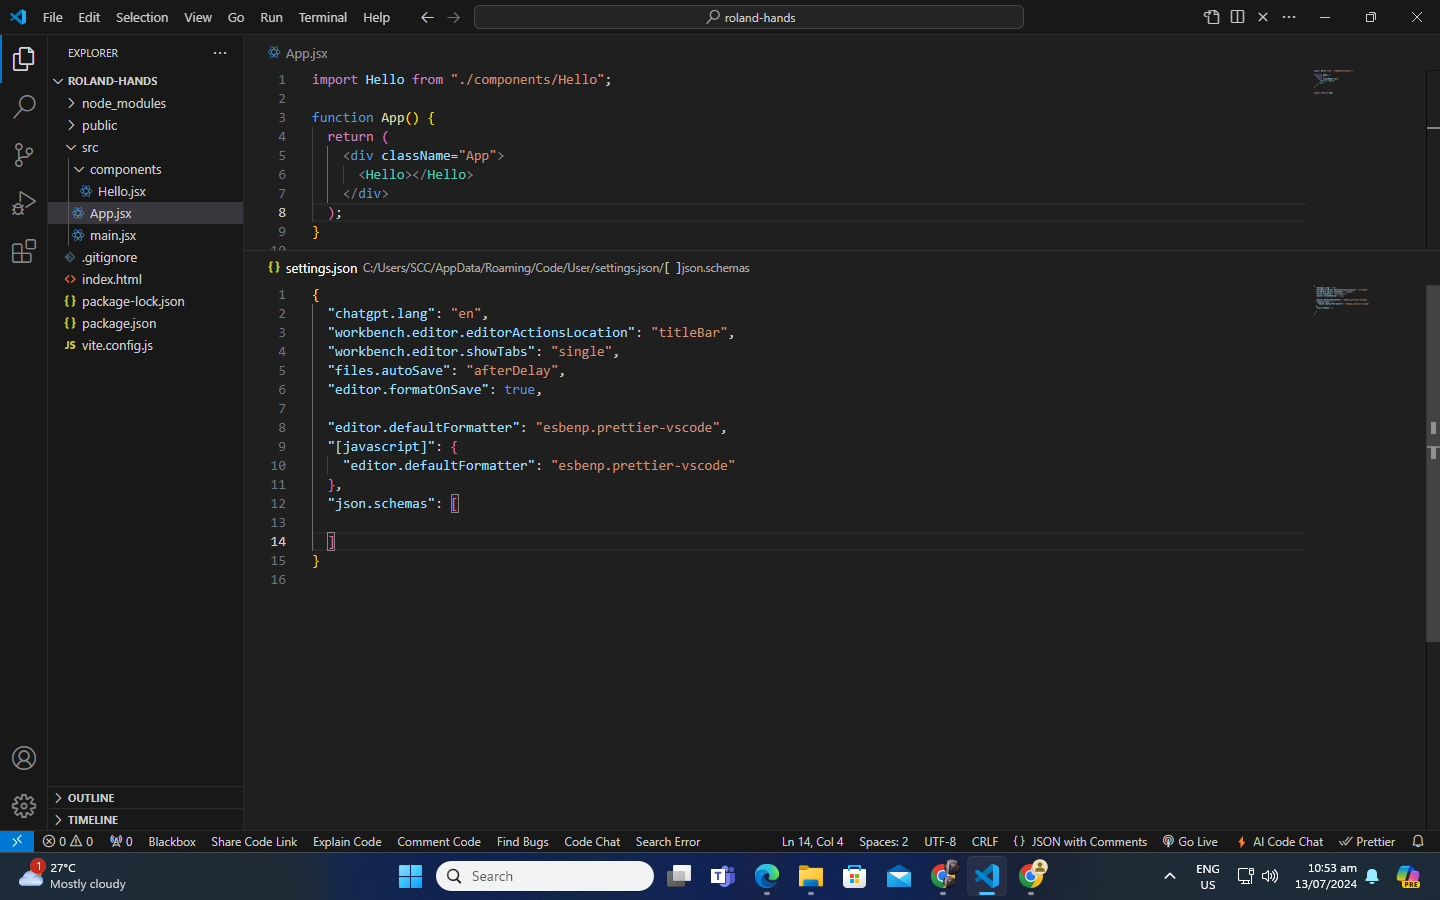 File Edit Selection View Go Run Terminal Help
roland-hands
EXPLORER
ROLAND-HANDS
node_modules
public
src
components
Hello.jsx
App.jsx
main.jsx
.gitignore
index.html
package-lock.json
package.json
JS vite.config.js
OUTLINE
TIMELINE
App.jsx
1 import Hello from "./components/Hello";
2
3 function App() {
4 return (
5 <div className="App">
6 <Hello></Hello>
7 </div>
8 );
9 }
10
{} settings.json C:/Users/SCC/AppData/Roaming/Code/User/settings.json/[ ]json.schemas
1 {
2 "chatgpt.lang": "en",
3 "workbench.editor.editorActionsLocation": "titleBar",
4 "workbench.editor.showTabs": "single",
5 "files.autoSave": "afterDelay",
6 "editor.formatOnSave": true,
7
8 "editor.defaultFormatter": "esbenp.prettier-vscode",
9 "[javascript]": {
10 "editor.defaultFormatter": "esbenp.prettier-vscode"
11 },
12 "json.schemas": [
13
14 ]
15 }
16
0 0 0 Blackbox Share Code Link Explain Code Comment Code Find Bugs Code Chat Search Error Ln 14, Col 4 Spaces: 2 UTF-8 CRLF {} JSON with Comments Go Live AI Code Chat Prettier
1
27°C
Mostly cloudy
Search
ENG
US
10:53 am
13/07/2024
PRE